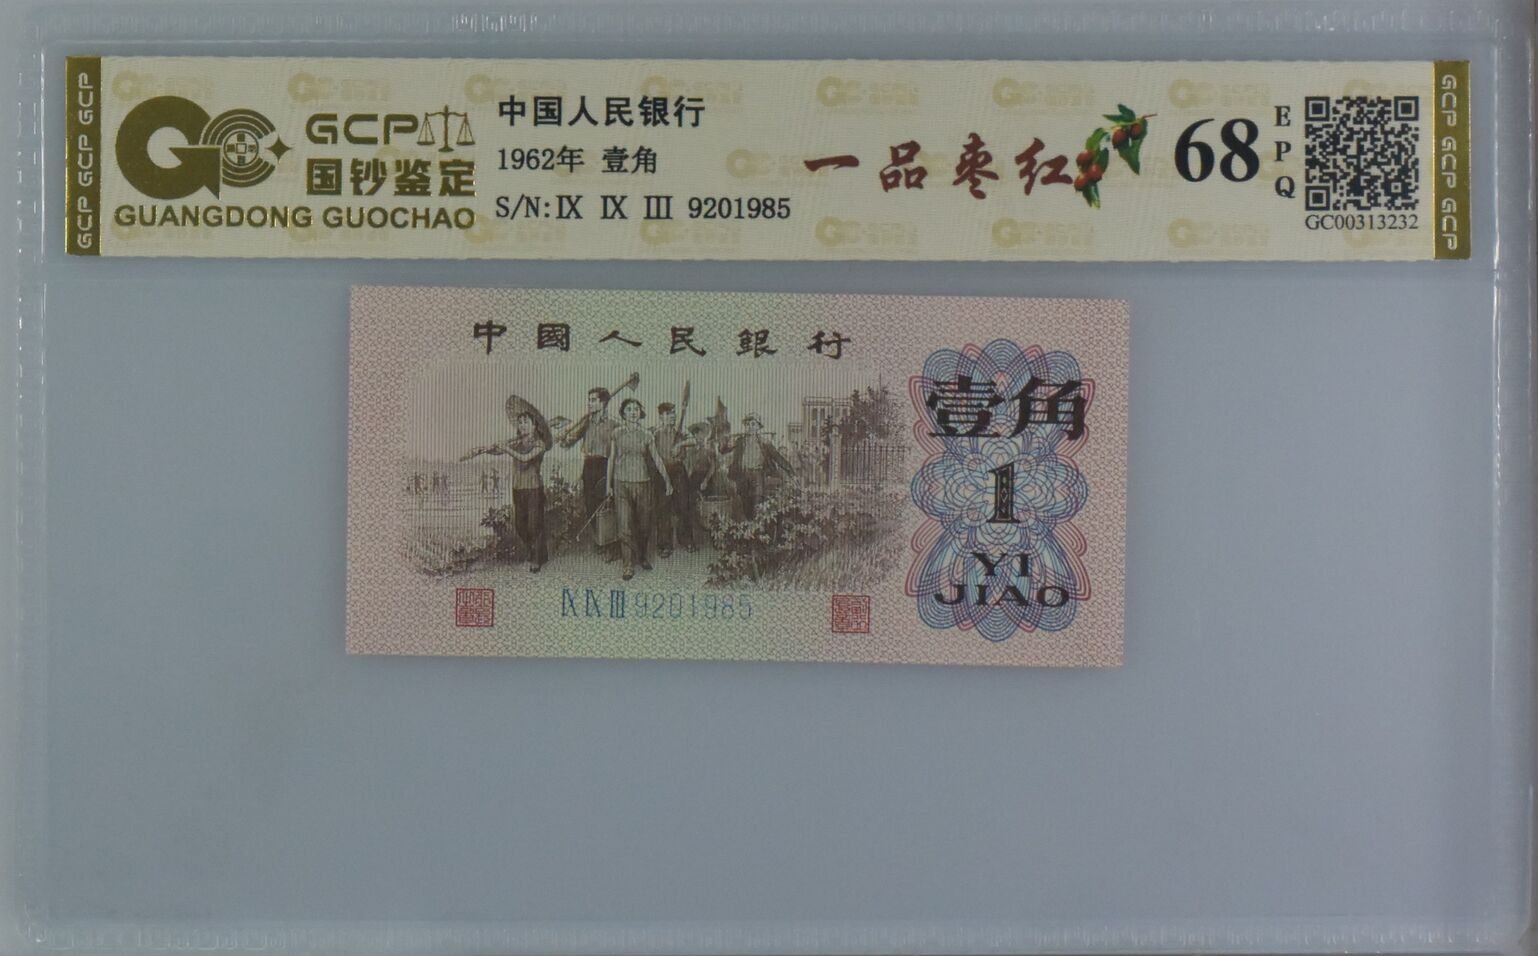 GCP GCP GCP
GCP
国钞鉴定
GUANGDONG GUOCHAO
中国人民银行
1962年 壹角
S/N:Ⅸ Ⅸ Ⅲ 9201985
一品枣红
68
EPQ
GC00313232
GCP GCP GCP
中國人民銀行
壹角
1
YI
JIAO
ⅨⅨⅢ9201985